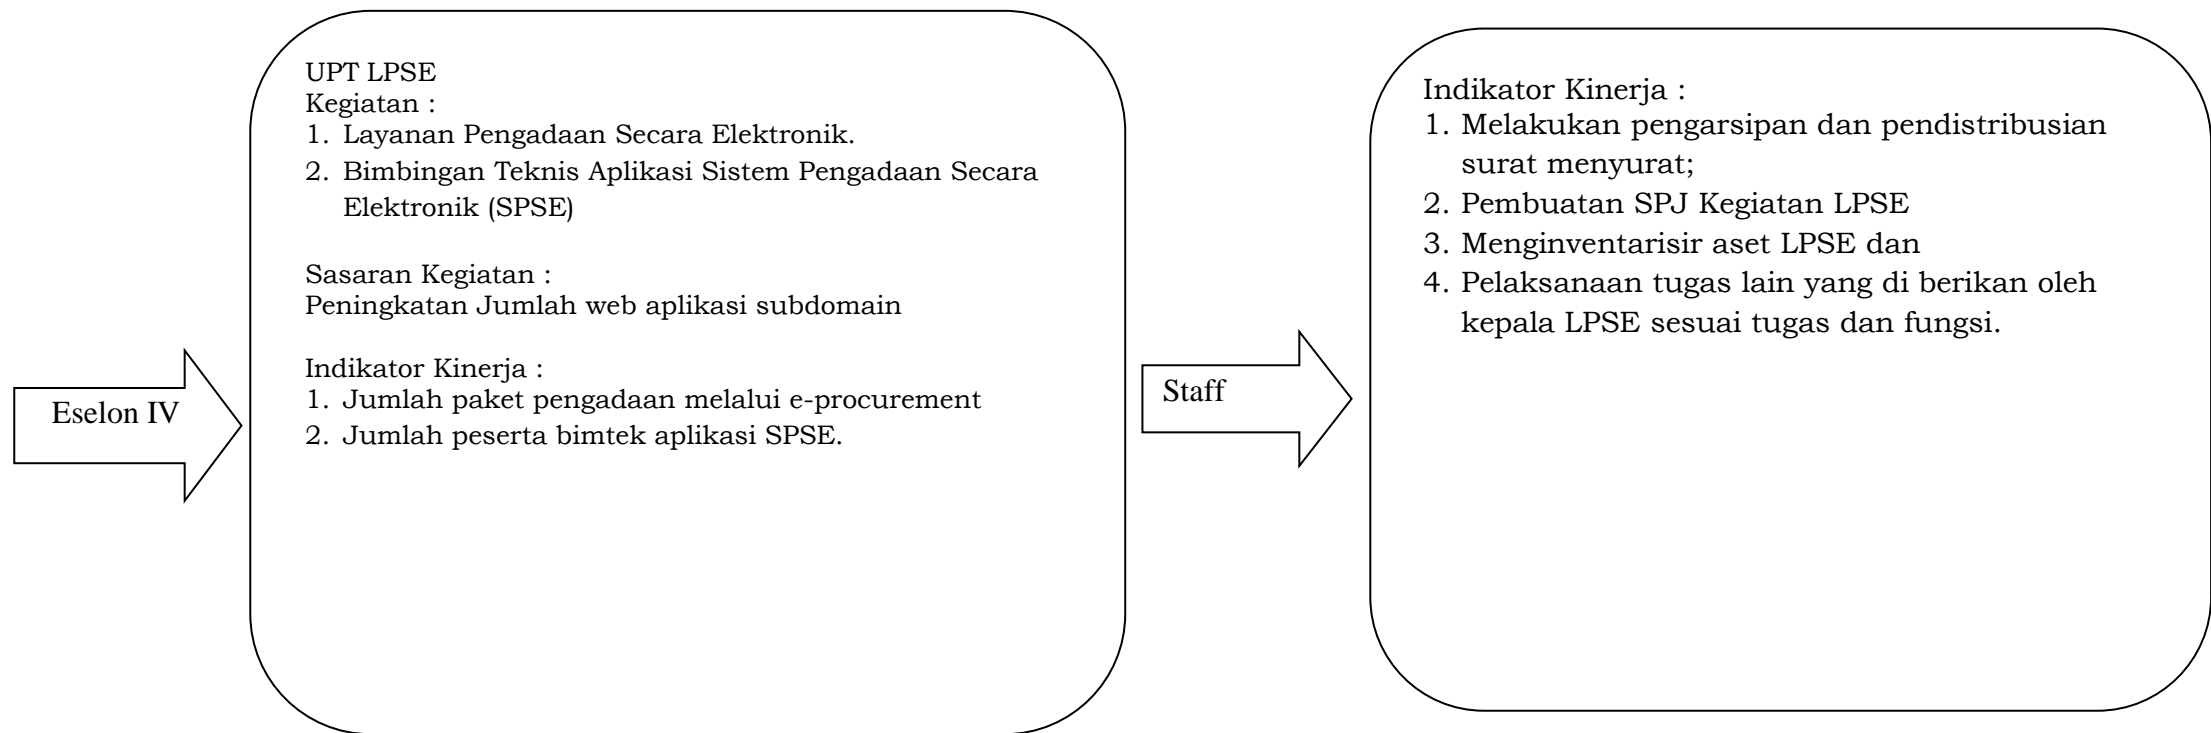 Eselon IV
UPT LPSE
Kegiatan :
1. Layanan Pengadaan Secara Elektronik.
2. Bimbingan Teknis Aplikasi Sistem Pengadaan Secara
Elektronik (SPSE)
Sasaran Kegiatan :
Peningkatan Jumlah web aplikasi subdomain
Indikator Kinerja :
1. Jumlah paket pengadaan melalui e-procurement
2. Jumlah peserta bimtek aplikasi SPSE.
Staff
Indikator Kinerja :
1. Melakukan pengarsipan dan pendistribusian
surat menyurat;
2. Pembuatan SPJ Kegiatan LPSE
3. Menginventarisir aset LPSE dan
4. Pelaksanaan tugas lain yang di berikan oleh
kepala LPSE sesuai tugas dan fungsi.